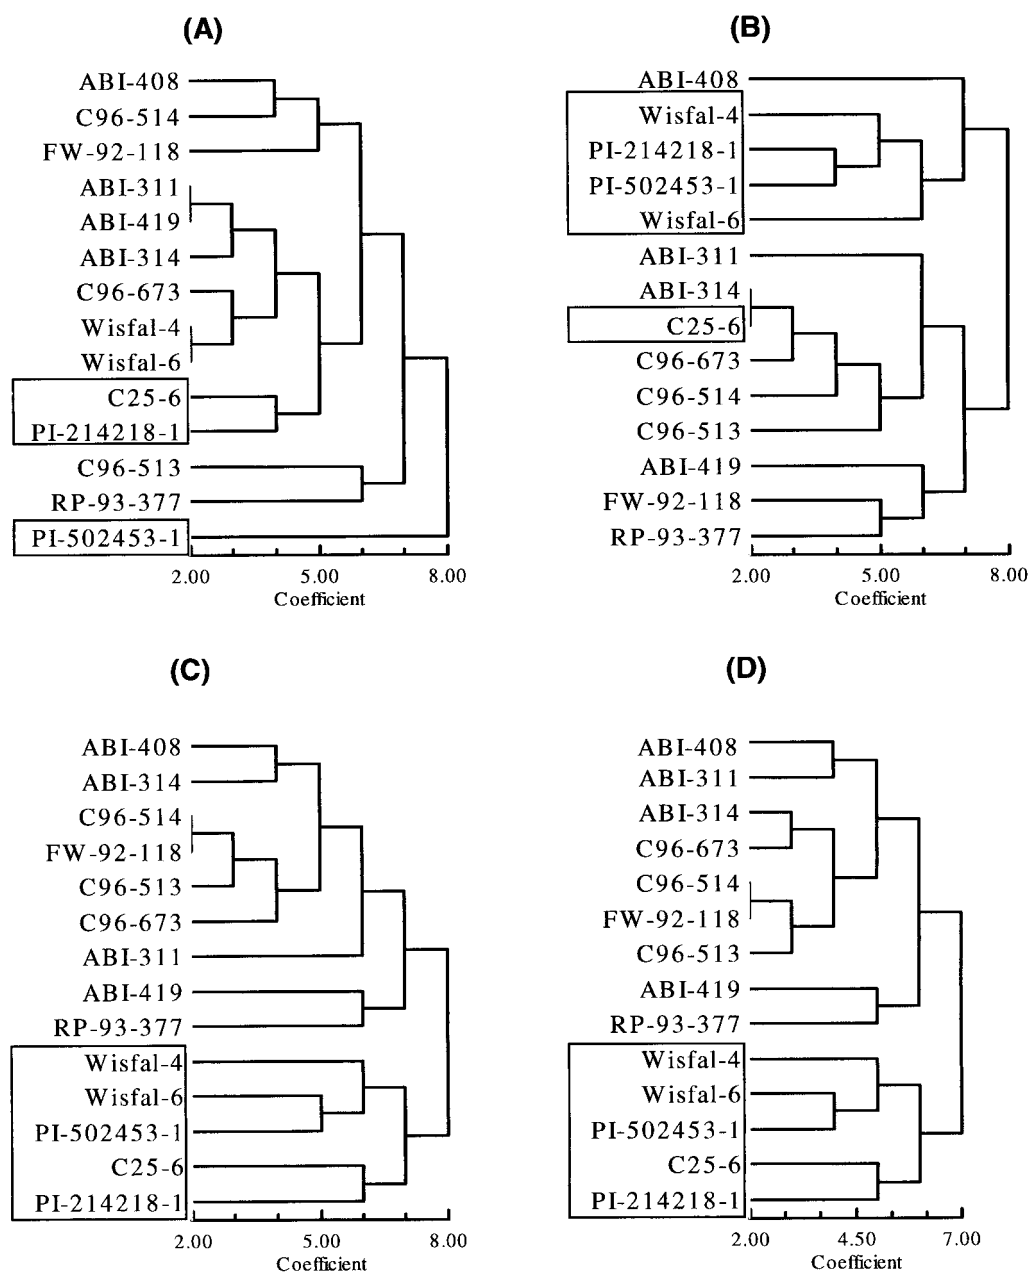 (A)
ABI-408
C96-514
FW-92-118
ABI-311
ABI-419
ABI-314
C96-673
Wisfal-4
Wisfal-6
C25-6
PI-214218-1
C96-513
RP-93-377
PI-502453-1
2.00 5.00 8.00
Coefficient
(B)
ABI-408
Wisfal-4
PI-214218-1
PI-502453-1
Wisfal-6
ABI-311
ABI-314
C25-6
C96-673
C96-514
C96-513
ABI-419
FW-92-118
RP-93-377
2.00 5.00 8.00
Coefficient
(C)
ABI-408
ABI-314
C96-514
FW-92-118
C96-513
C96-673
ABI-311
ABI-419
RP-93-377
Wisfal-4
Wisfal-6
PI-502453-1
C25-6
PI-214218-1
2.00 5.00 8.00
Coefficient
(D)
ABI-408
ABI-311
ABI-314
C96-673
C96-514
FW-92-118
C96-513
ABI-419
RP-93-377
Wisfal-4
Wisfal-6
PI-502453-1
C25-6
PI-214218-1
2.00 4.50 7.00
Coefficient